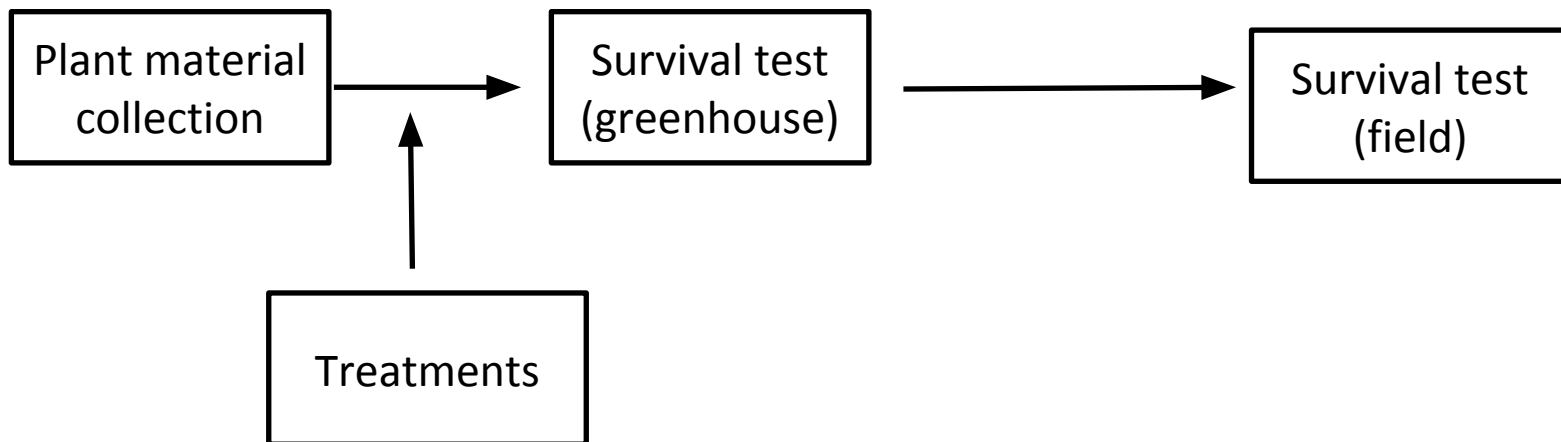 Plant material
collection
Survival test
(greenhouse)
Survival test
(field)
Treatments